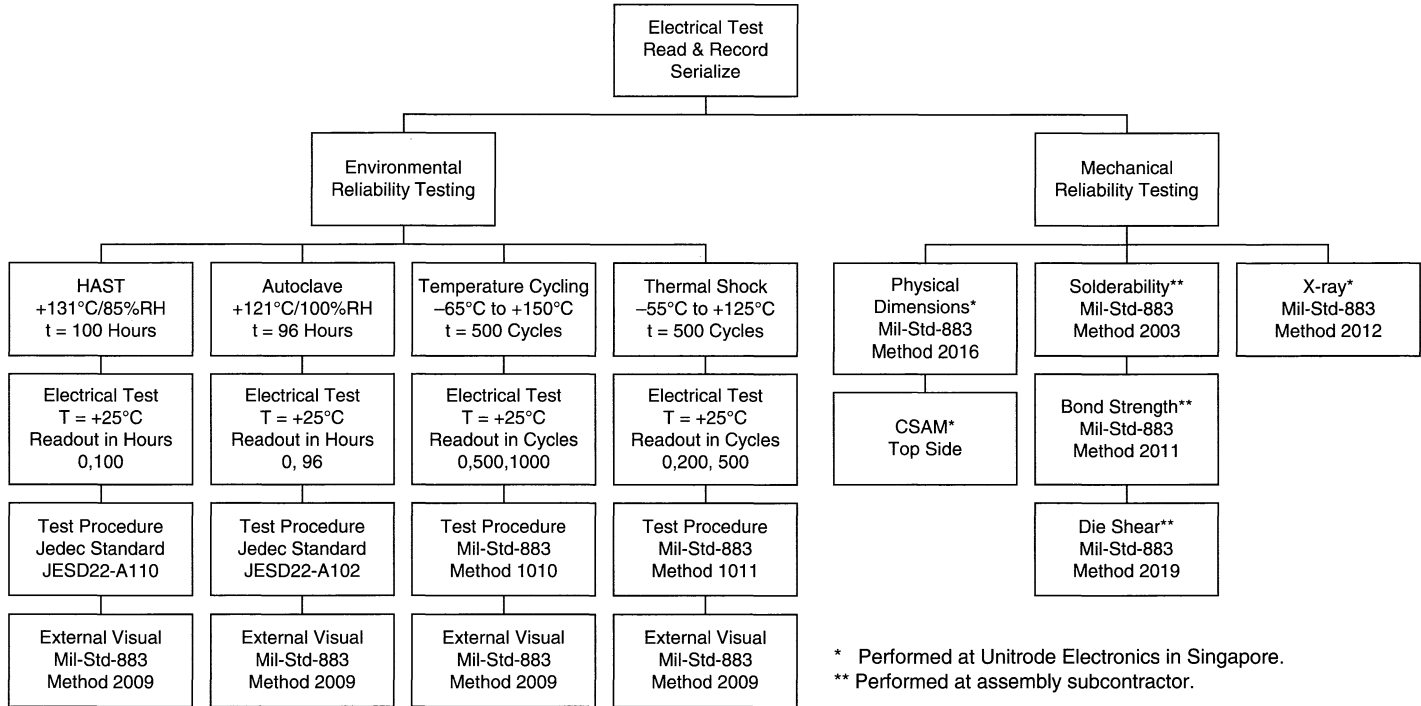 Electrical Test
Read & Record
Serialize
Environmental
Reliability Testing
Mechanical
Reliability Testing
HAST
+131°C/85%RH
t = 100 Hours
Autoclave
+121°C/100%RH
t = 96 Hours
Temperature Cycling
–65°C to +150°C
t = 500 Cycles
Thermal Shock
–55°C to +125°C
t = 500 Cycles
Physical
Dimensions*
Mil-Std-883
Method 2016
Solderability**
Mil-Std-883
Method 2003
X-ray*
Mil-Std-883
Method 2012
Electrical Test
T = +25°C
Readout in Hours
0,100
Electrical Test
T = +25°C
Readout in Hours
0, 96
Electrical Test
T = +25°C
Readout in Cycles
0,500,1000
Electrical Test
T = +25°C
Readout in Cycles
0,200, 500
CSAM*
Top Side
Bond Strength**
Mil-Std-883
Method 2011
Test Procedure
Jedec Standard
JESD22-A110
Test Procedure
Jedec Standard
JESD22-A102
Test Procedure
Mil-Std-883
Method 1010
Test Procedure
Mil-Std-883
Method 1011
Die Shear**
Mil-Std-883
Method 2019
External Visual
Mil-Std-883
Method 2009
External Visual
Mil-Std-883
Method 2009
External Visual
Mil-Std-883
Method 2009
External Visual
Mil-Std-883
Method 2009
* Performed at Unitrode Electronics in Singapore.
** Performed at assembly subcontractor.